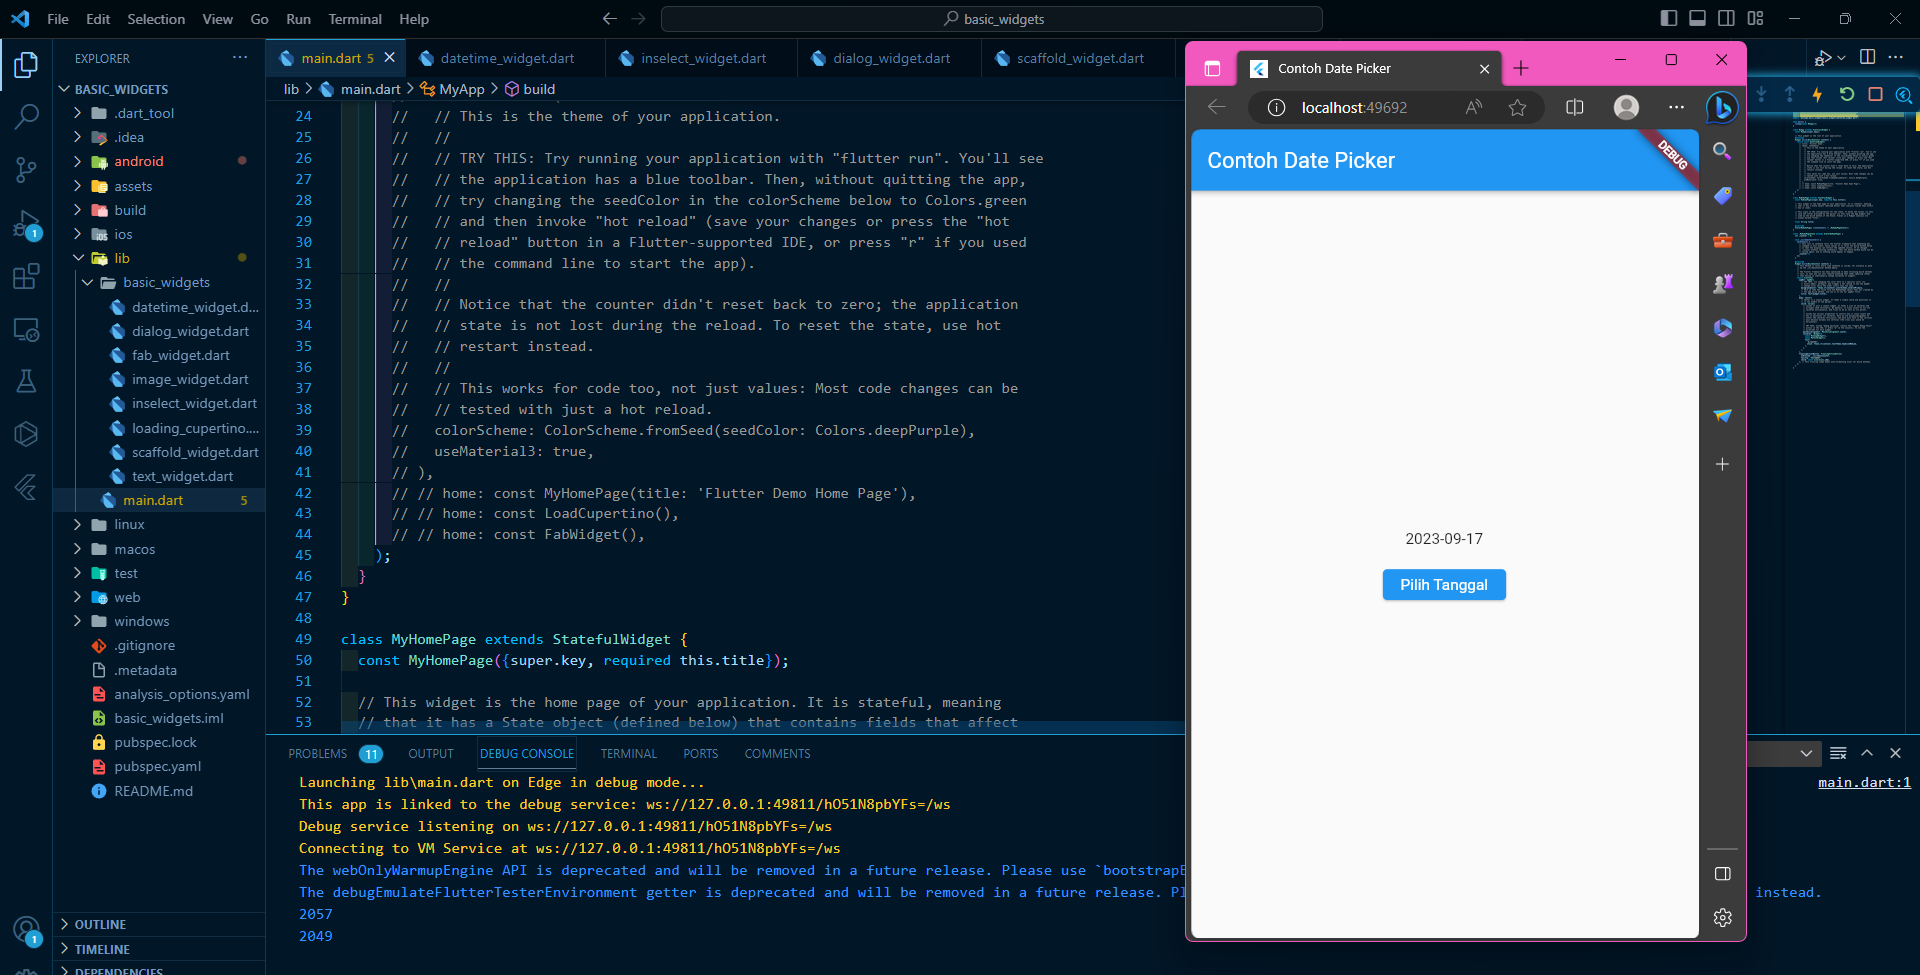 File Edit Selection View Go Run Terminal Help
basic_widgets
EXPLORER
BASIC_WIDGETS
.dart_tool
.idea
android
assets
build
ios
lib
basic_widgets
datetime_widget.d...
dialog_widget.dart
fab_widget.dart
image_widget.dart
inselect_widget.dart
loading_cupertino....
scaffold_widget.dart
text_widget.dart
main.dart 5
linux
macos
test
web
windows
.gitignore
.metadata
analysis_options.yaml
basic_widgets.iml
pubspec.lock
pubspec.yaml
README.md
OUTLINE
TIMELINE
DEPENDENCIES
1
1
main.dart 5
datetime_widget.dart
inselect_widget.dart
dialog_widget.dart
scaffold_widget.dart
lib > main.dart > MyApp > build
24 // // This is the theme of your application.
25 // //
26 // // TRY THIS: Try running your application with "flutter run". You'll see
27 // // the application has a blue toolbar. Then, without quitting the app,
28 // // try changing the seedColor in the colorScheme below to Colors.green
29 // // and then invoke "hot reload" (save your changes or press the "hot
30 // // reload" button in a Flutter-supported IDE, or press "r" if you used
31 // // the command line to start the app).
32 // //
33 // // Notice that the counter didn't reset back to zero; the application
34 // // state is not lost during the reload. To reset the state, use hot
35 // // restart instead.
36 // //
37 // // This works for code too, not just values: Most code changes can be
38 // // tested with just a hot reload.
39 // colorScheme: ColorScheme.fromSeed(seedColor: Colors.deepPurple),
40 // useMaterial3: true,
41 // ),
42 // // home: const MyHomePage(title: 'Flutter Demo Home Page'),
43 // // home: const LoadCupertino(),
44 // // home: const FabWidget(),
45 );
46 }
47 }
48
49 class MyHomePage extends StatefulWidget {
50 const MyHomePage({super.key, required this.title});
51
52 // This widget is the home page of your application. It is stateful, meaning
53 // that it has a State object (defined below) that contains fields that affect
PROBLEMS 11 OUTPUT DEBUG CONSOLE TERMINAL PORTS COMMENTS
Launching lib\main.dart on Edge in debug mode...
main.dart:1
This app is linked to the debug service: ws://127.0.0.1:49811/hO51N8pbYFs=/ws
Debug service listening on ws://127.0.0.1:49811/hO51N8pbYFs=/ws
Connecting to VM Service at ws://127.0.0.1:49811/hO51N8pbYFs=/ws
The webOnlyWarmupEngine API is deprecated and will be removed in a future release. Please use `bootstrapE
The debugEmulateFlutterTesterEnvironment getter is deprecated and will be removed in a future release. Pl instead.
2057
2049
Contoh Date Picker
localhost:49692
Contoh Date Picker
DEBUG
2023-09-17
Pilih Tanggal